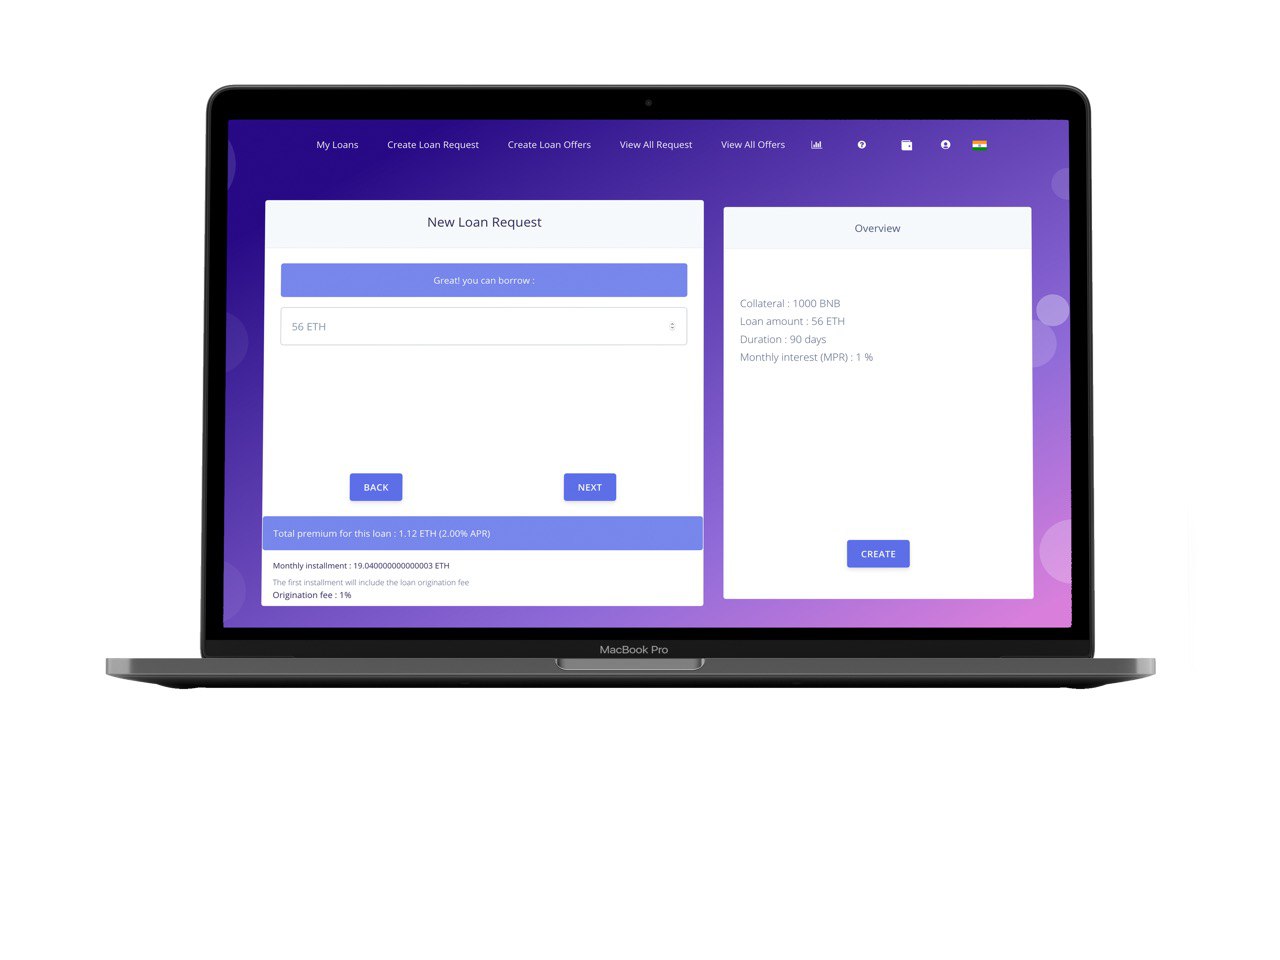 My Loans Create Loan Request Create Loan Offers View All Request View All Offers
New Loan Request
Great! you can borrow :
56 ETH
BACK NEXT
Total premium for this loan : 1.12 ETH (2.00% APR)
Monthly installment : 19.040000000000003 ETH
The first installment will include the loan origination fee
Origination fee : 1%
Overview
Collateral : 1000 BNB
Loan amount : 56 ETH
Duration : 90 days
Monthly interest (MPR) : 1 %
CREATE
MacBook Pro